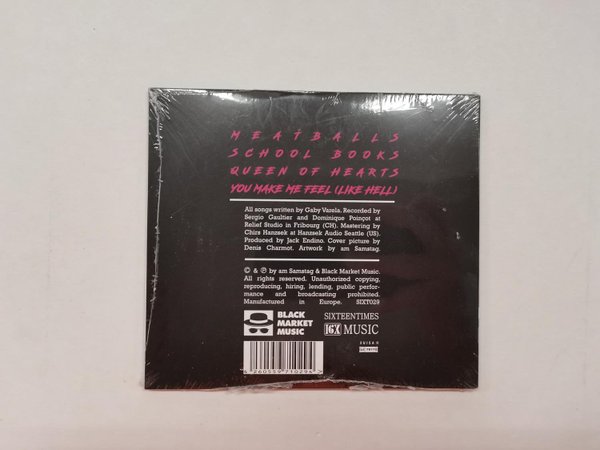 MEATBALLS
SCHOOL BOOKS
QUEEN OF HEARTS
YOU MAKE ME FEEL (LIKE HELL)
All songs written by Gaby Varela. Recorded by
Sergio Gaultier and Dominique Poinçot at
Relief Studio in Fribourg (CH). Mastering by
Chirs Hanzsek at Hanzsek Audio Seattle (US).
Produced by Jack Endino. Cover picture by
Denis Charmot. Artwork by am Samstag.
© & ℗ by am Samstag & Black Market Music.
All rights reserved. Unauthorized copying,
reproducing, hiring, lending, public perfor-
mance and broadcasting prohibited.
Manufactured in Europe. SIXT029
BLACK
MARKET
MUSIC
SIXTEENTIMES
16X MUSIC
SUISA